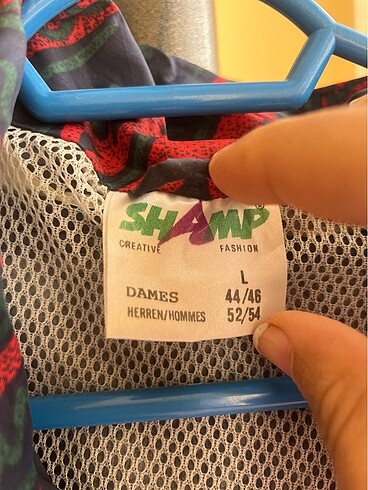 SHAMP®
CREATIVE FASHION
L
DAMES 44/46
HERREN/HOMMES 52/54